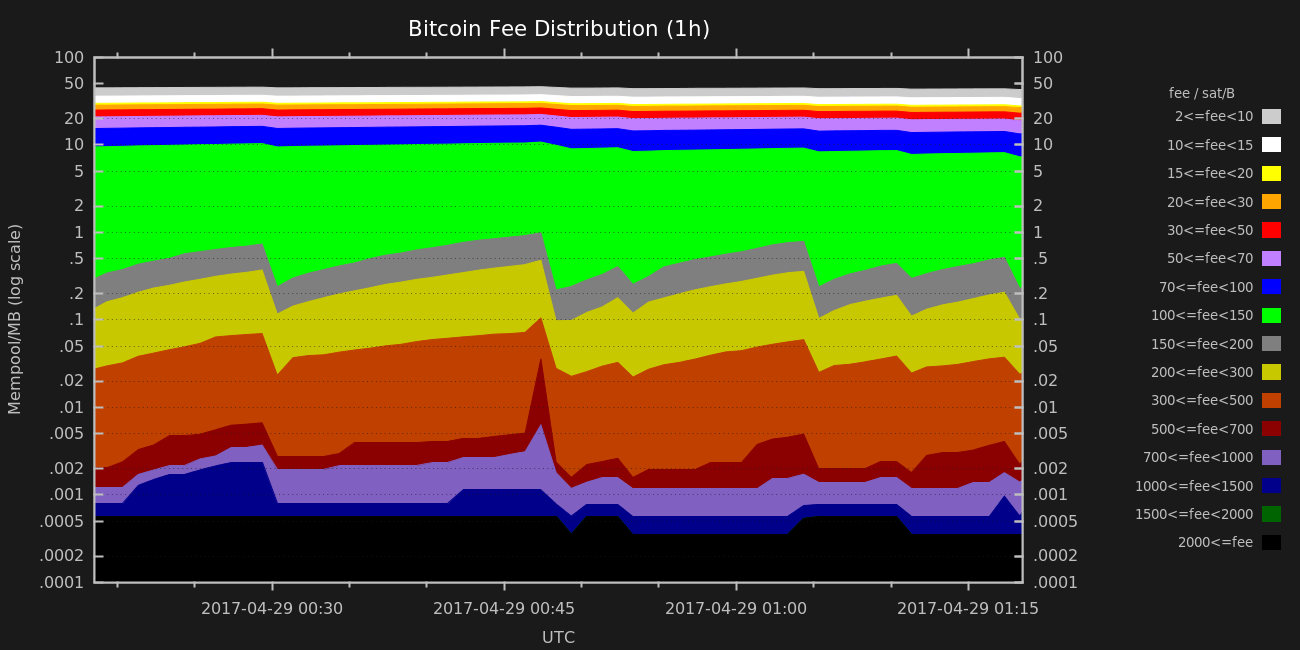 Bitcoin Fee Distribution (1h)
Mempool/MB (log scale)
100
50
20
10
5
2
1
.5
.2
.1
.05
.02
.01
.005
.002
.001
.0005
.0002
.0001
100
50
20
10
5
2
1
.5
.2
.1
.05
.02
.01
.005
.002
.001
.0005
.0002
.0001
2017-04-29 00:30
2017-04-29 00:45
2017-04-29 01:00
2017-04-29 01:15
UTC
fee / sat/B
2<=fee<10
10<=fee<15
15<=fee<20
20<=fee<30
30<=fee<50
50<=fee<70
70<=fee<100
100<=fee<150
150<=fee<200
200<=fee<300
300<=fee<500
500<=fee<700
700<=fee<1000
1000<=fee<1500
1500<=fee<2000
2000<=fee